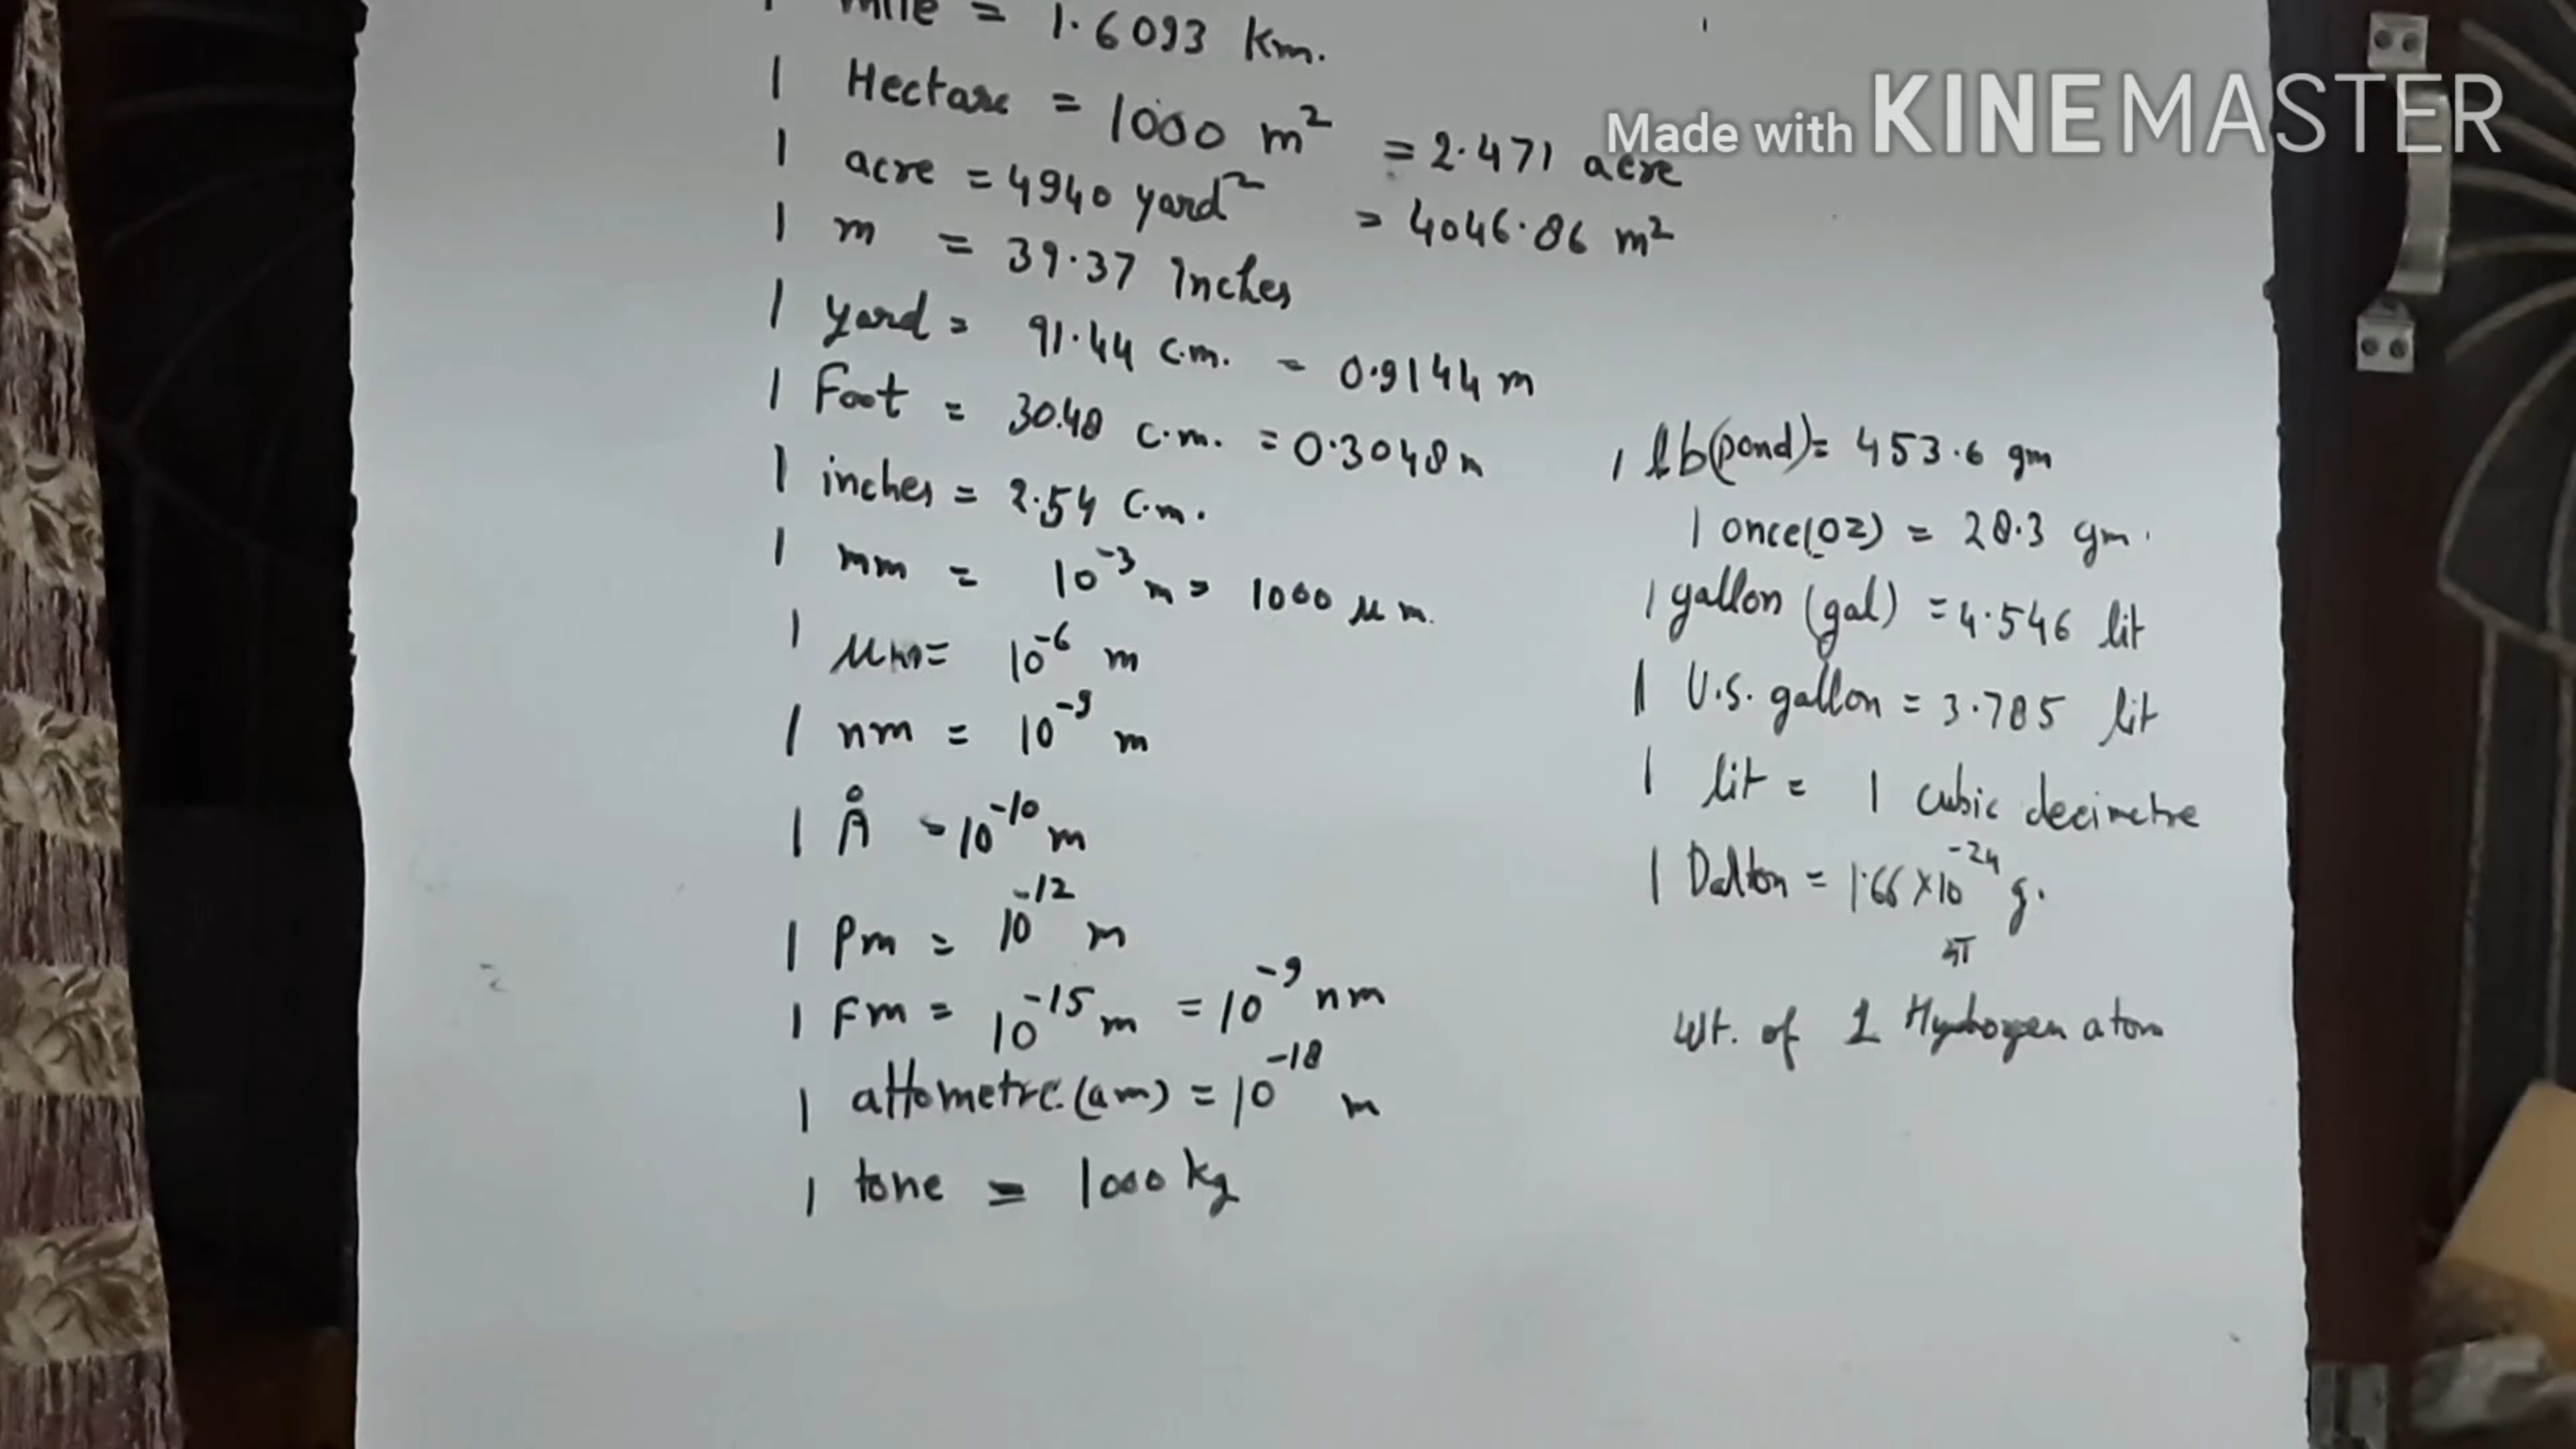 1 mile = 1.6093 Km.
1 Hectare = 1000 m² = 2.471 acre
1 acre = 4940 yard² = 4046.86 m²
1 m = 39.37 Inches
1 yard = 91.44 c.m. = 0.9144 m
1 Foot = 30.48 c.m. = 0.3048 m
1 inches = 2.54 C.m.
1 mm = 10⁻³ m = 1000 μ m.
1 μm = 10⁻⁶ m
1 nm = 10⁻⁹ m
1 Å = 10⁻¹⁰ m
1 Pm = 10⁻¹² m
1 Fm = 10⁻¹⁵ m = 10⁻⁹ nm
1 attometre.(am) = 10⁻¹⁸ m
1 tone = 1000 kg
1 lb(pond) = 453.6 gm
1 once(oz) = 28.3 gm.
1 gallon (gal) = 4.546 lit
1 U.S. gallon = 3.785 lit
1 lit = 1 cubic decimetre
1 Dalton = 1.66 X 10⁻²⁴ g.
या
Wt. of 1 Hydrogen atom
Made with KINEMASTER